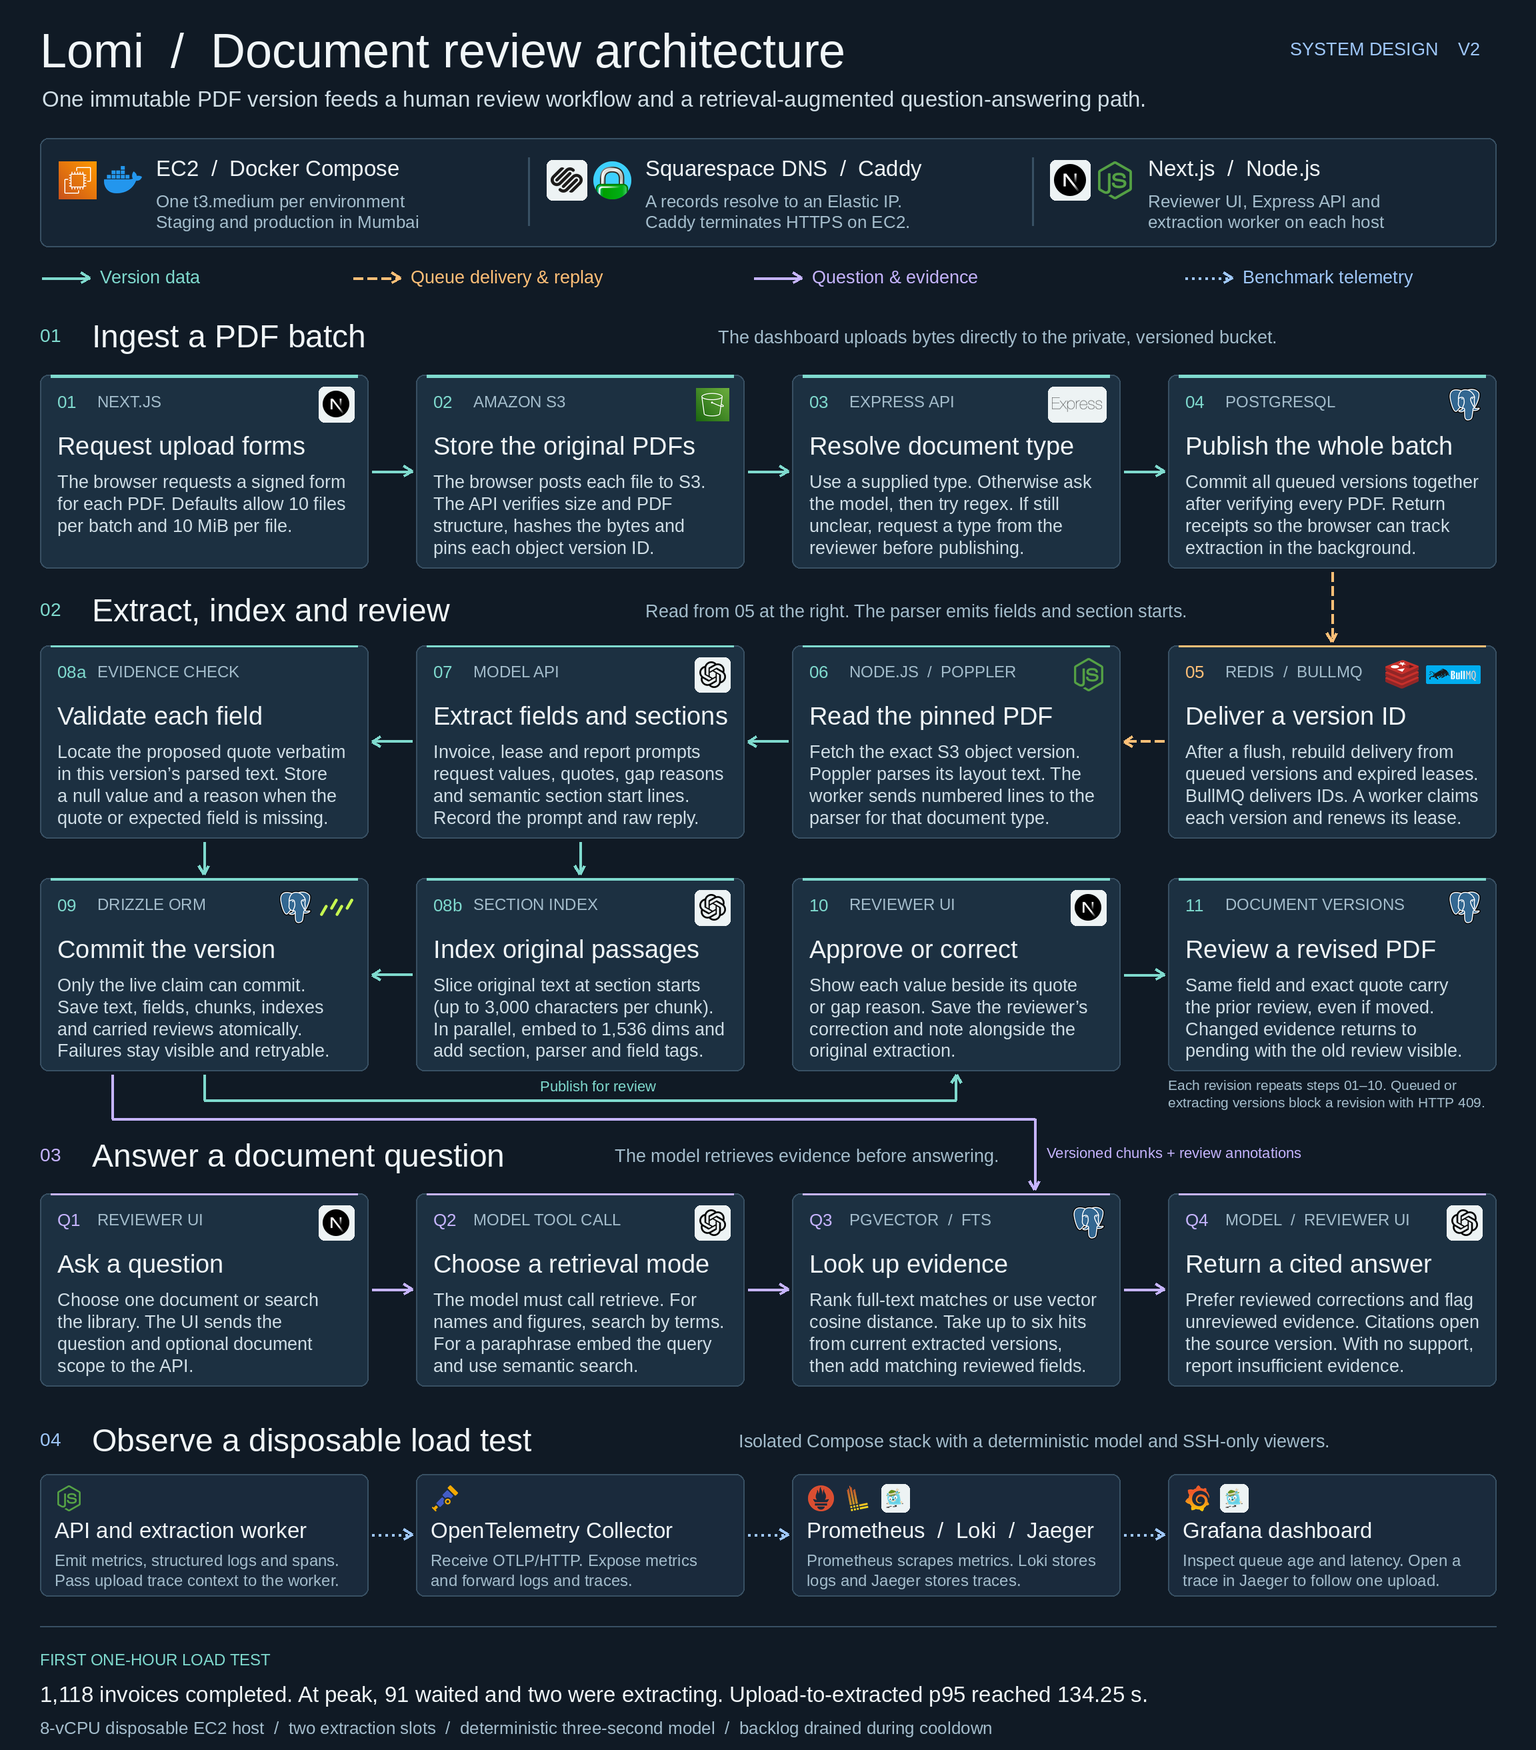 Lomi / Document review architecture
SYSTEM DESIGN V2
One immutable PDF version feeds a human review workflow and a retrieval-augmented question-answering path.
EC2 / Docker Compose
One t3.medium per environment
Staging and production in Mumbai
Squarespace DNS / Caddy
A records resolve to an Elastic IP.
Caddy terminates HTTPS on EC2.
Next.js / Node.js
Reviewer UI, Express API and
extraction worker on each host
Version data
Queue delivery & replay
Question & evidence
Benchmark telemetry
01 Ingest a PDF batch
The dashboard uploads bytes directly to the private, versioned bucket.
01 NEXT.JS
Request upload forms
The browser requests a signed form
for each PDF. Defaults allow 10 files
per batch and 10 MiB per file.
02 AMAZON S3
Store the original PDFs
The browser posts each file to S3.
The API verifies size and PDF
structure, hashes the bytes and
pins each object version ID.
03 EXPRESS API
Express
Resolve document type
Use a supplied type. Otherwise ask
the model, then try regex. If still
unclear, request a type from the
reviewer before publishing.
04 POSTGRESQL
Publish the whole batch
Commit all queued versions together
after verifying every PDF. Return
receipts so the browser can track
extraction in the background.
02 Extract, index and review
Read from 05 at the right. The parser emits fields and section starts.
08a EVIDENCE CHECK
Validate each field
Locate the proposed quote verbatim
in this version's parsed text. Store
a null value and a reason when the
quote or expected field is missing.
07 MODEL API
Extract fields and sections
Invoice, lease and report prompts
request values, quotes, gap reasons
and semantic section start lines.
Record the prompt and raw reply.
06 NODE.JS / POPPLER
Read the pinned PDF
Fetch the exact S3 object version.
Poppler parses its layout text. The
worker sends numbered lines to the
parser for that document type.
05 REDIS / BULLMQ
BullMQ
Deliver a version ID
After a flush, rebuild delivery from
queued versions and expired leases.
BullMQ delivers IDs. A worker claims
each version and renews its lease.
09 DRIZZLE ORM
Commit the version
Only the live claim can commit.
Save text, fields, chunks, indexes
and carried reviews atomically.
Failures stay visible and retryable.
08b SECTION INDEX
Index original passages
Slice original text at section starts
(up to 3,000 characters per chunk).
In parallel, embed to 1,536 dims and
add section, parser and field tags.
10 REVIEWER UI
Approve or correct
Show each value beside its quote
or gap reason. Save the reviewer's
correction and note alongside the
original extraction.
11 DOCUMENT VERSIONS
Review a revised PDF
Same field and exact quote carry
the prior review, even if moved.
Changed evidence returns to
pending with the old review visible.
Publish for review
Each revision repeats steps 01–10. Queued or
extracting versions block a revision with HTTP 409.
03 Answer a document question
The model retrieves evidence before answering.
Versioned chunks + review annotations
Q1 REVIEWER UI
Ask a question
Choose one document or search
the library. The UI sends the
question and optional document
scope to the API.
Q2 MODEL TOOL CALL
Choose a retrieval mode
The model must call retrieve. For
names and figures, search by terms.
For a paraphrase embed the query
and use semantic search.
Q3 PGVECTOR / FTS
Look up evidence
Rank full-text matches or use vector
cosine distance. Take up to six hits
from current extracted versions,
then add matching reviewed fields.
Q4 MODEL / REVIEWER UI
Return a cited answer
Prefer reviewed corrections and flag
unreviewed evidence. Citations open
the source version. With no support,
report insufficient evidence.
04 Observe a disposable load test
Isolated Compose stack with a deterministic model and SSH-only viewers.
API and extraction worker
Emit metrics, structured logs and spans.
Pass upload trace context to the worker.
OpenTelemetry Collector
Receive OTLP/HTTP. Expose metrics
and forward logs and traces.
Prometheus / Loki / Jaeger
Prometheus scrapes metrics. Loki stores
logs and Jaeger stores traces.
Grafana dashboard
Inspect queue age and latency. Open a
trace in Jaeger to follow one upload.
FIRST ONE-HOUR LOAD TEST
1,118 invoices completed. At peak, 91 waited and two were extracting. Upload-to-extracted p95 reached 134.25 s.
8-vCPU disposable EC2 host / two extraction slots / deterministic three-second model / backlog drained during cooldown